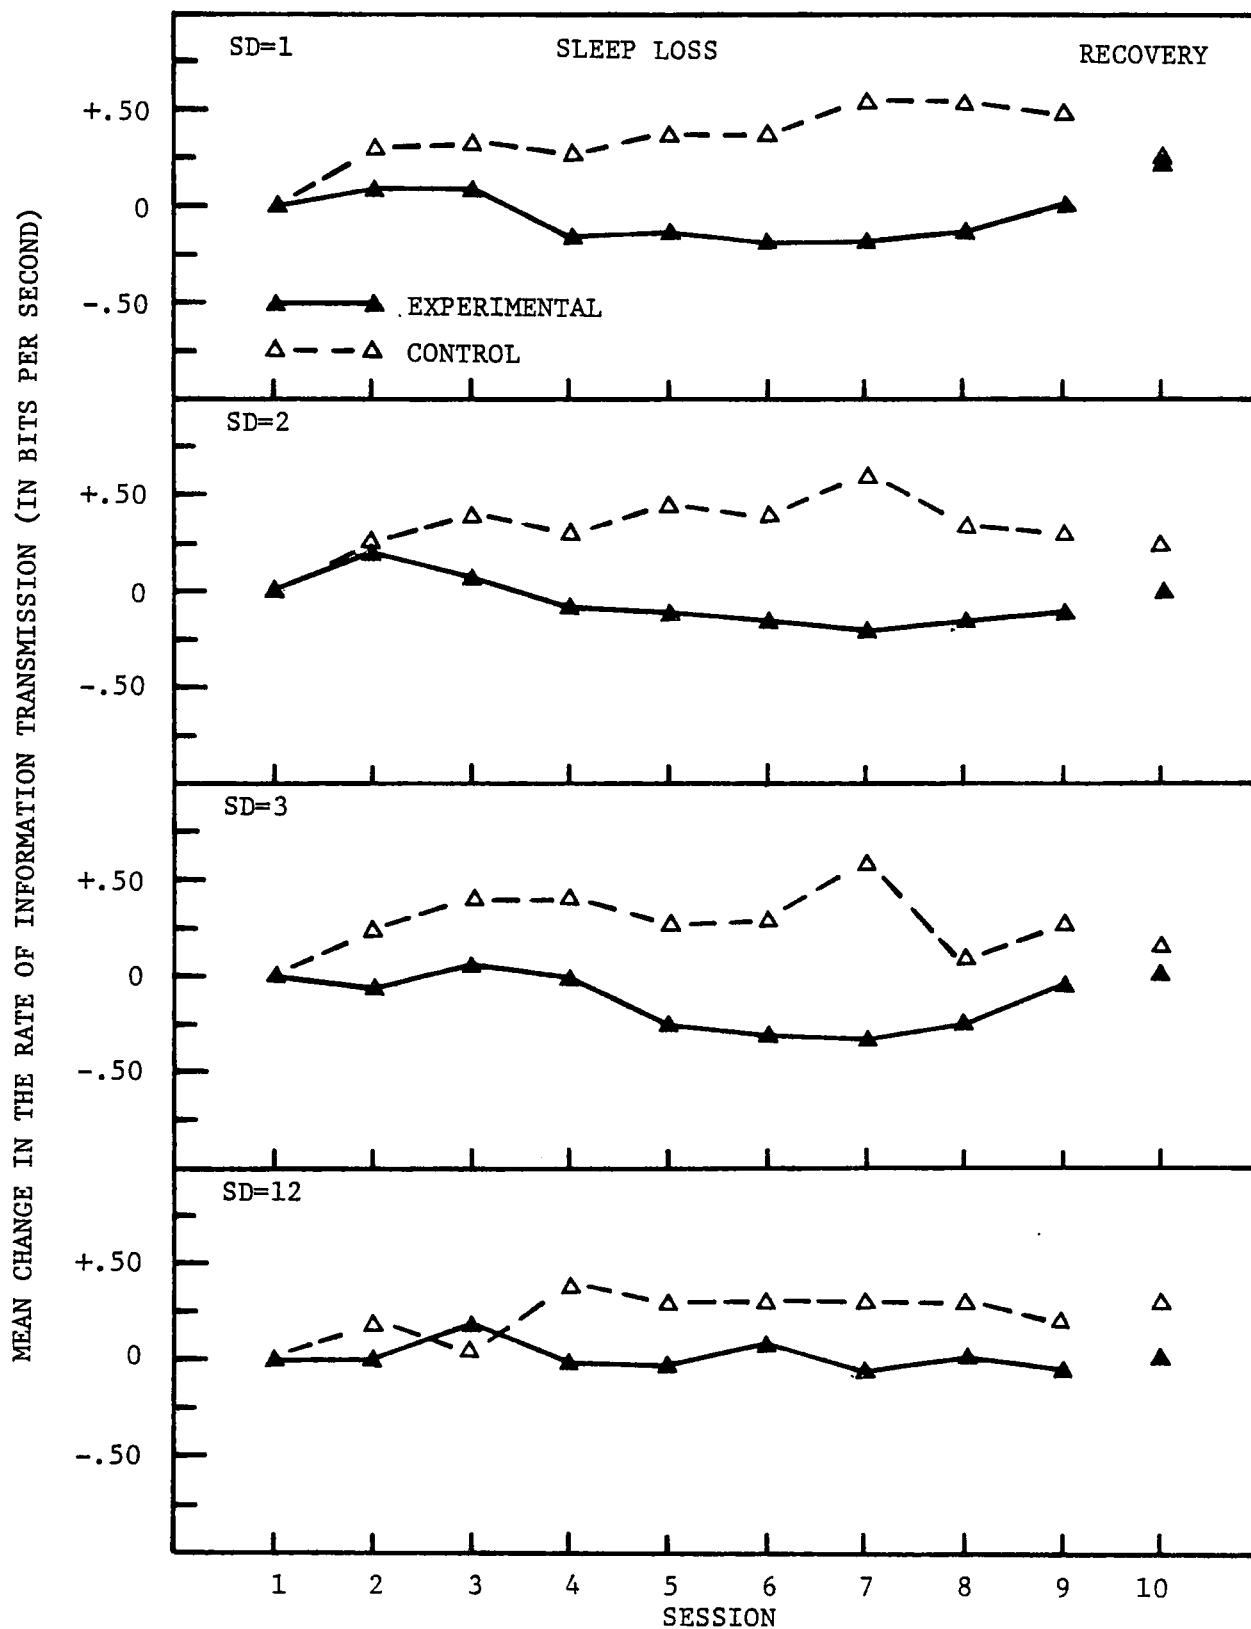 MEAN CHANGE IN THE RATE OF INFORMATION TRANSMISSION (IN BITS PER SECOND)
SD=1
SLEEP LOSS
RECOVERY
+.50
0
-.50
EXPERIMENTAL
CONTROL
SD=2
+.50
0
-.50
SD=3
+.50
0
-.50
SD=12
+.50
0
-.50
1 2 3 4 5 6 7 8 9 10
SESSION